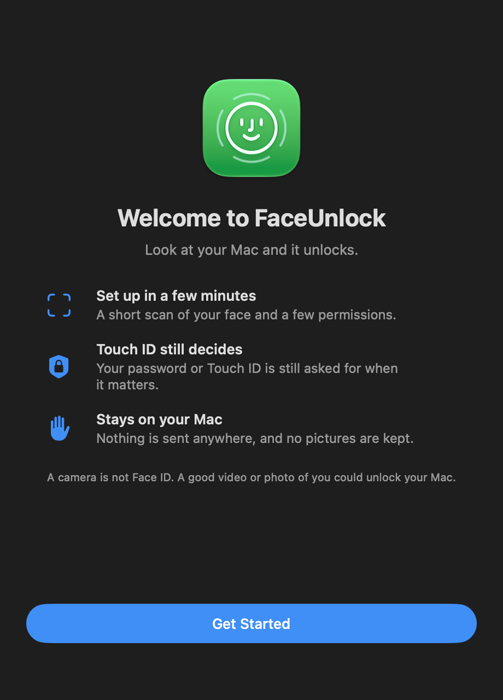 Welcome to FaceUnlock
Look at your Mac and it unlocks.
Set up in a few minutes
A short scan of your face and a few permissions.
Touch ID still decides
Your password or Touch ID is still asked for when
it matters.
Stays on your Mac
Nothing is sent anywhere, and no pictures are kept.
A camera is not Face ID. A good video or photo of you could unlock your Mac.
Get Started